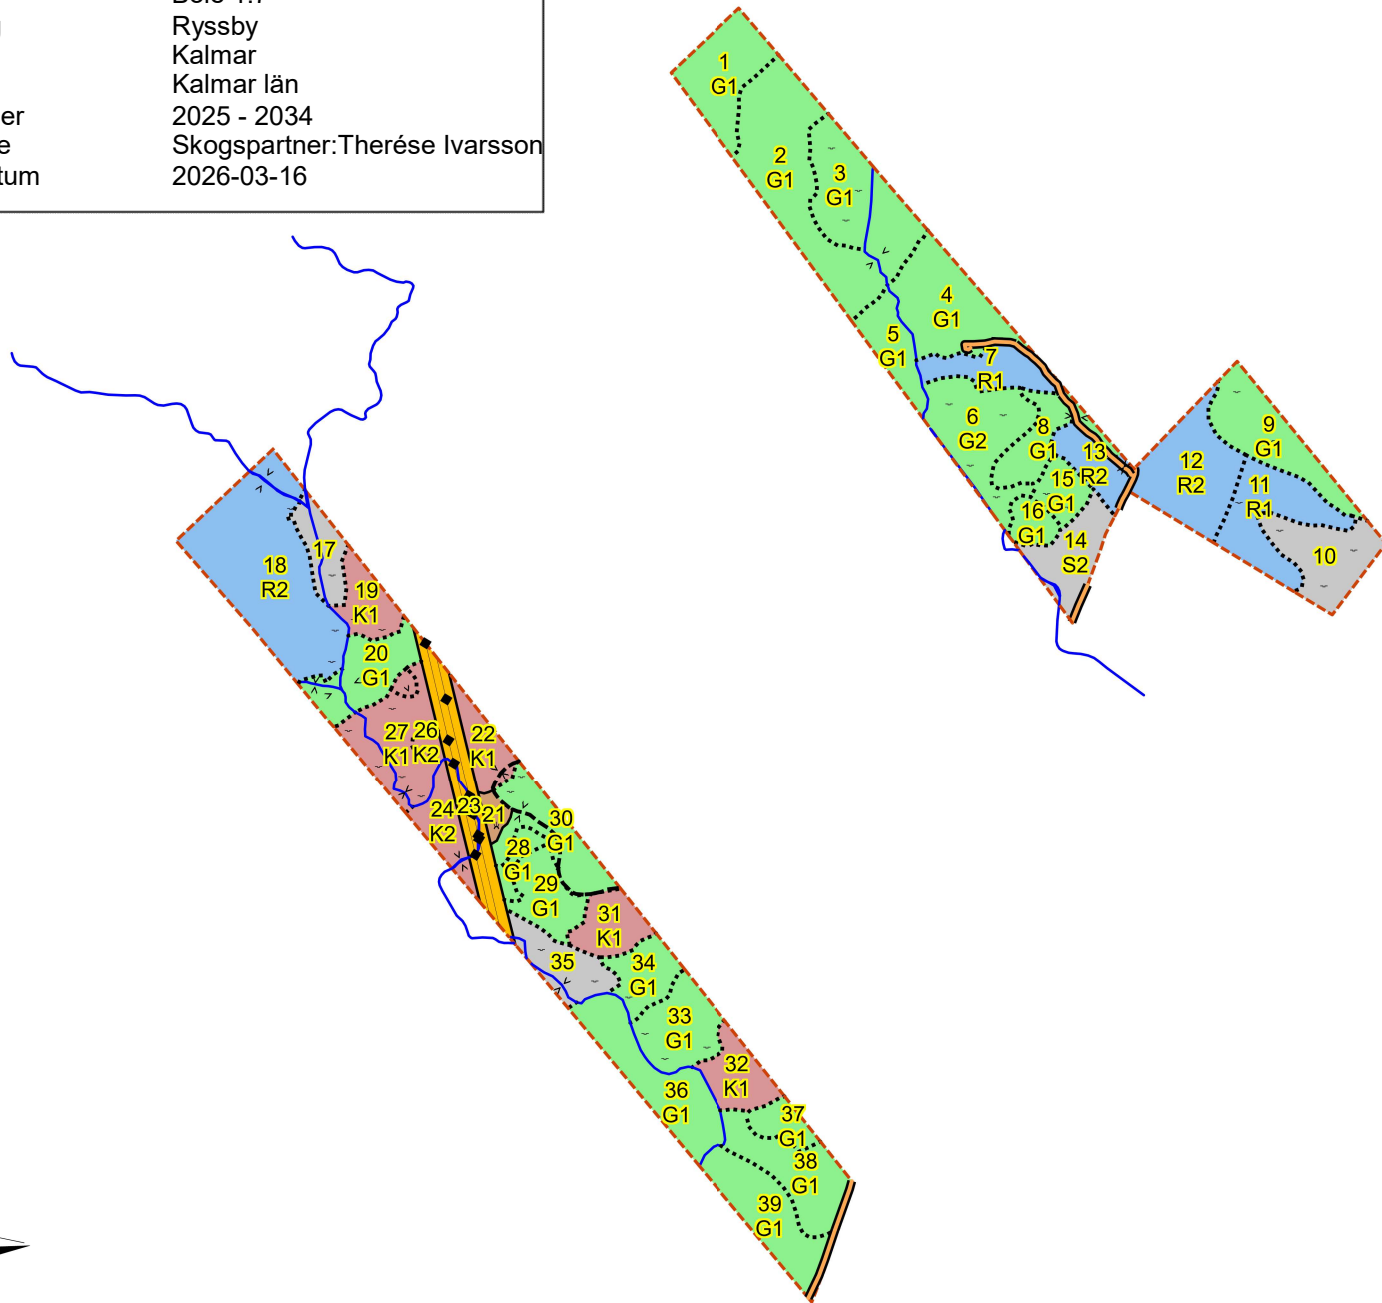 Ryssby
Kalmar
Kalmar län
er 2025 - 2034
e Skogspartner:Therése Ivarsson
tum 2026-03-16
1
G1
2
G1
3
G1
4
G1
5
G1
7
R1
6
G2
8
G1
13
R2
15
G1
16
G1
14
S2
9
G1
12
R2
11
R1
10
17
18
R2
19
K1
20
G1
27
K1
26
K2
22
K1
24
K2
23
21
30
G1
28
G1
29
G1
31
K1
35
34
G1
33
G1
32
K1
36
G1
37
G1
38
G1
39
G1